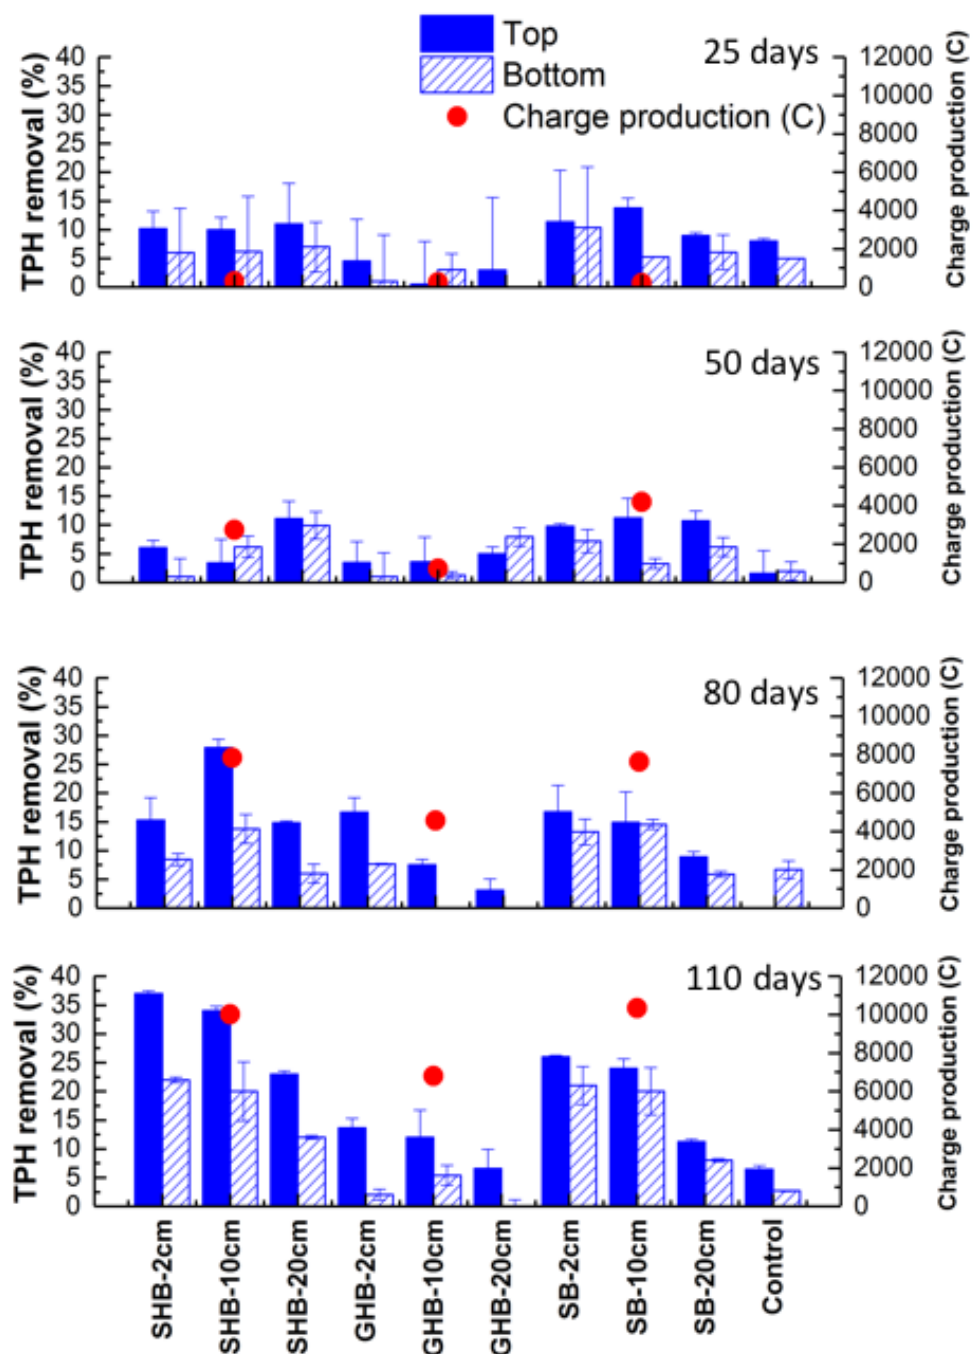 Top
Bottom
Charge production (C)
25 days
TPH removal (%)
40
35
30
25
20
15
10
5
0
12000
10000
8000
6000
4000
2000
0
Charge production (C)
50 days
TPH removal (%)
40
35
30
25
20
15
10
5
0
12000
10000
8000
6000
4000
2000
0
Charge production (C)
80 days
TPH removal (%)
40
35
30
25
20
15
10
5
0
12000
10000
8000
6000
4000
2000
0
Charge production (C)
110 days
TPH removal (%)
40
35
30
25
20
15
10
5
0
12000
10000
8000
6000
4000
2000
0
Charge production (C)
SHB-2cm
SHB-10cm
SHB-20cm
GHB-2cm
GHB-10cm
GHB-20cm
SB-2cm
SB-10cm
SB-20cm
Control